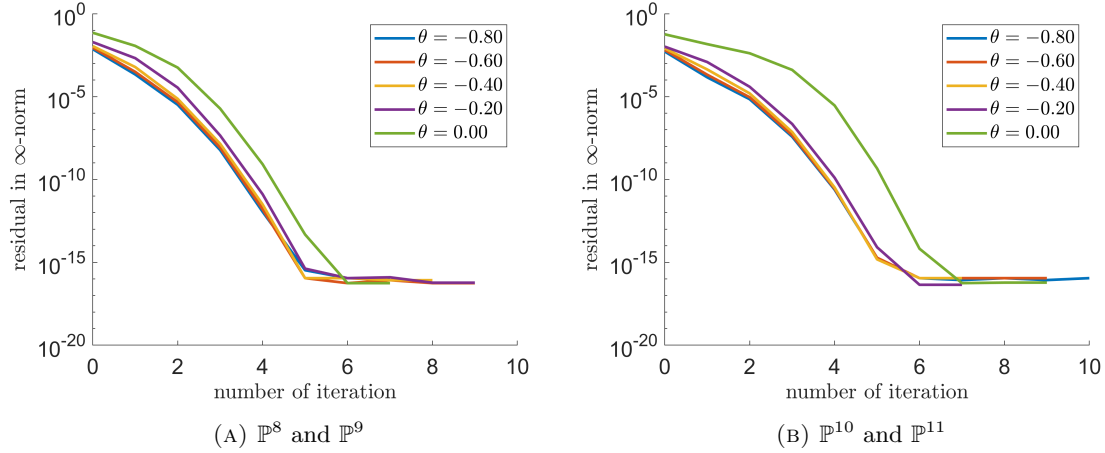 residual in ∞-norm
10^0
10^-5
10^-10
10^-15
10^-20
θ = −0.80
θ = −0.60
θ = −0.40
θ = −0.20
θ = 0.00
0 2 4 6 8 10
number of iteration
(A) ℙ^8 and ℙ^9
residual in ∞-norm
10^0
10^-5
10^-10
10^-15
10^-20
θ = −0.80
θ = −0.60
θ = −0.40
θ = −0.20
θ = 0.00
0 2 4 6 8 10
number of iteration
(B) ℙ^10 and ℙ^11